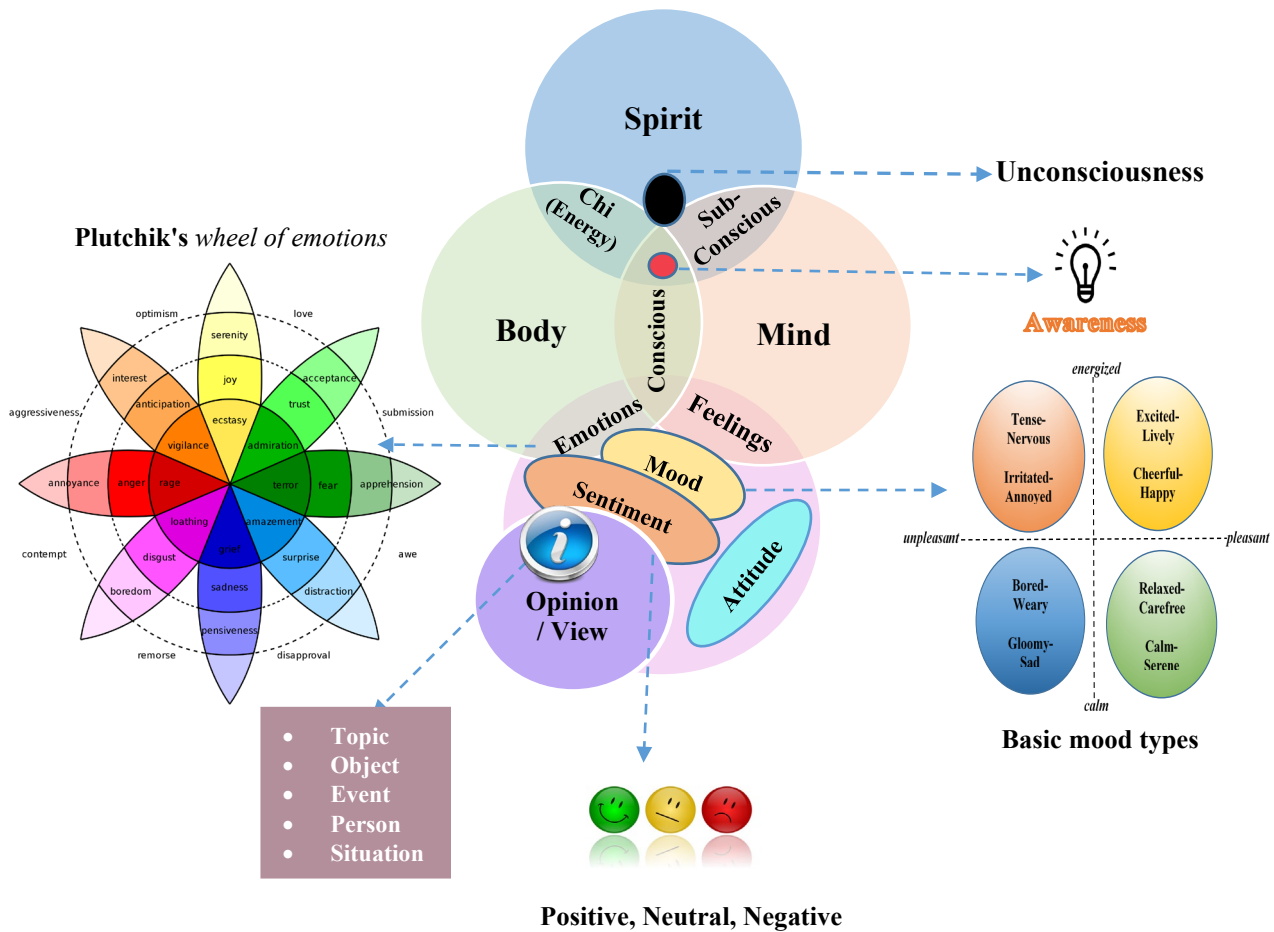 Spirit
Unconsciousness
Chi
(Energy)
Sub-
Conscious
Plutchik's wheel of emotions
Body
Mind
Conscious
Awareness
Emotions
Feelings
Mood
Sentiment
Attitude
i
Opinion
/ View
optimism
love
serenity
interest
joy
acceptance
anticipation
trust
aggressiveness
submission
ecstasy
vigilance
admiration
annoyance
anger
rage
terror
fear
apprehension
loathing
amazement
grief
contempt
disgust
surprise
awe
boredom
sadness
distraction
pensiveness
remorse
disapproval
energized
Tense-
Nervous
Irritated-
Annoyed
Excited-
Lively
Cheerful-
Happy
unpleasant
pleasant
Bored-
Weary
Gloomy-
Sad
Relaxed-
Carefree
Calm-
Serene
calm
Basic mood types
• Topic
• Object
• Event
• Person
• Situation
Positive, Neutral, Negative